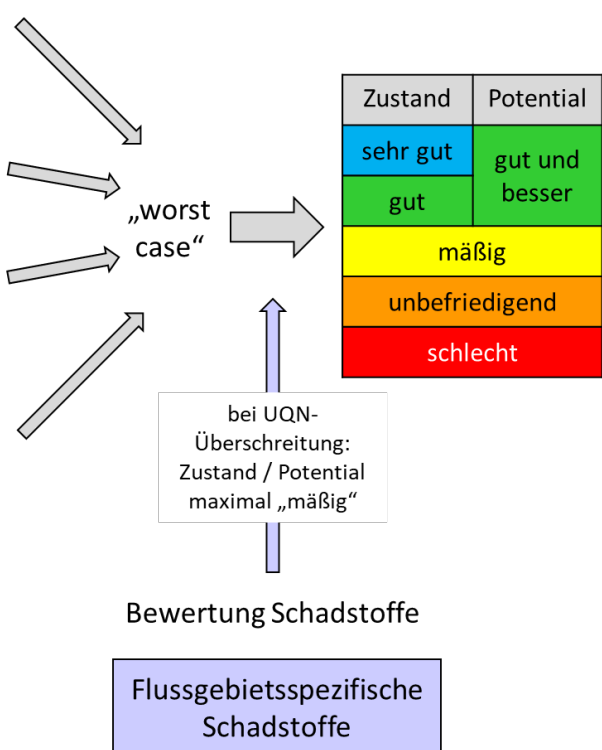 Zustand Potential
sehr gut
gut und
besser
gut
„worst
case“
mäßig
unbefriedigend
schlecht
bei UQN-
Überschreitung:
Zustand / Potential
maximal „mäßig“
Bewertung Schadstoffe
Flussgebietsspezifische
Schadstoffe